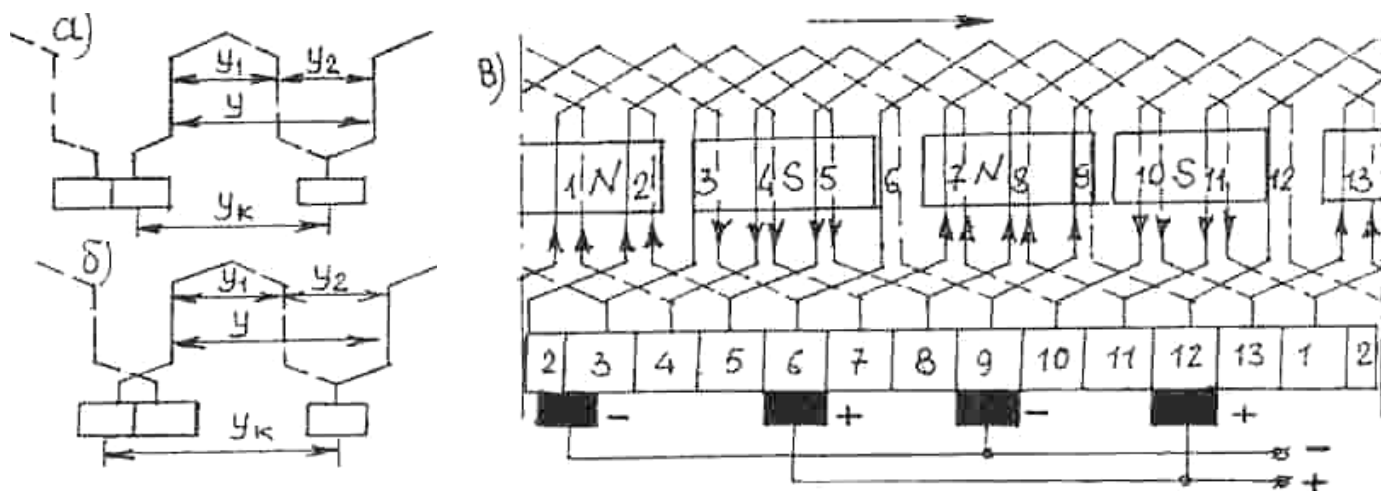 а)
y₁ y₂
y
yк
б)
y₁ y₂
y
yк
в)
1 N 2 3 4 S 5 6 7 N 8 9 10 S 11 12 13
2 3 4 5 6 7 8 9 10 11 12 13 1 2
- + - +
-
+